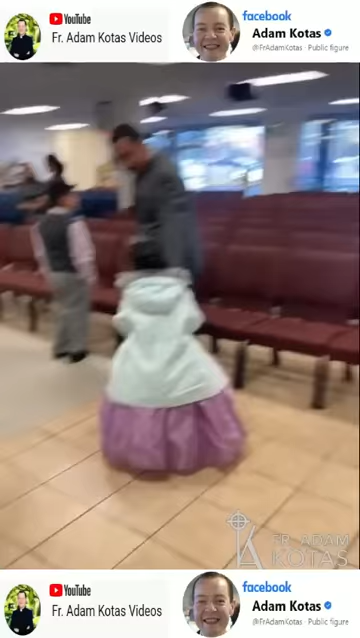 YouTube
Fr. Adam Kotas Videos
facebook
Adam Kotas
@FrAdamKotas · Public figure
FR. ADAM
KOTAS
YouTube
Fr. Adam Kotas Videos
facebook
Adam Kotas
@FrAdamKotas · Public figure